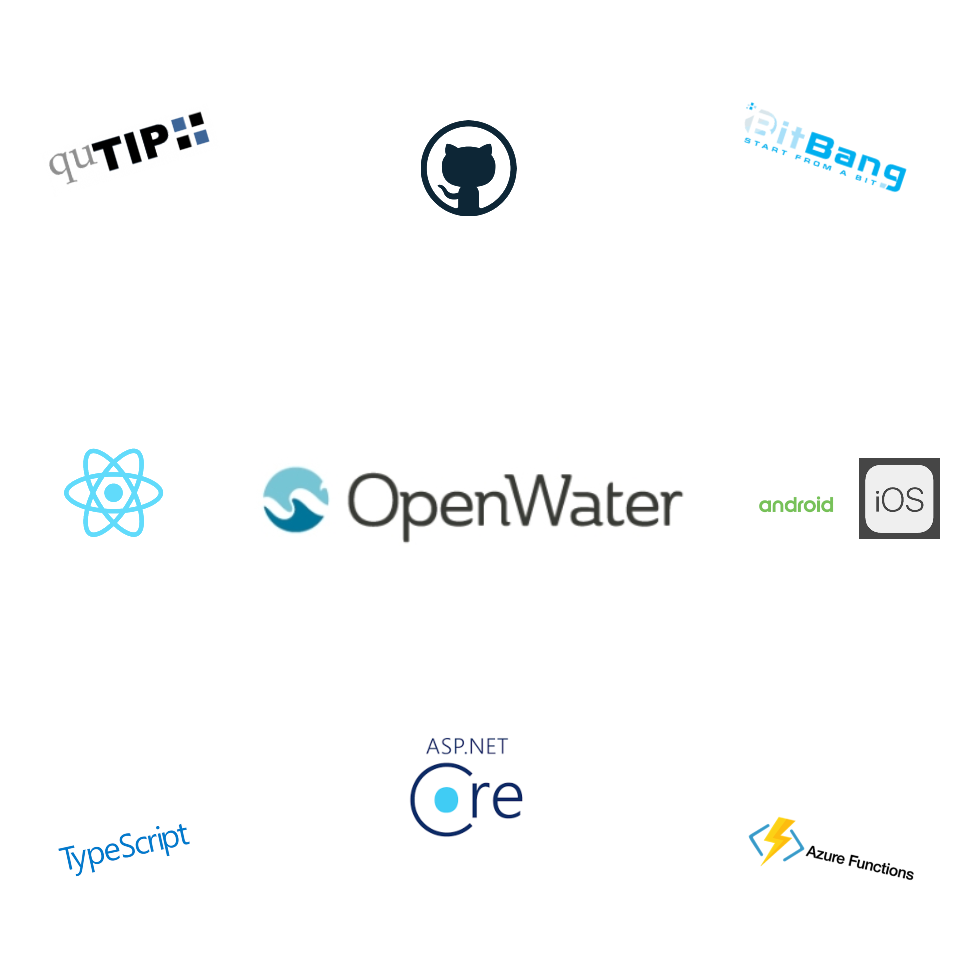 quTIP
BitBang
START FROM A BIT
OpenWater
android
iOS
ASP.NET
Core
TypeScript
Azure Functions